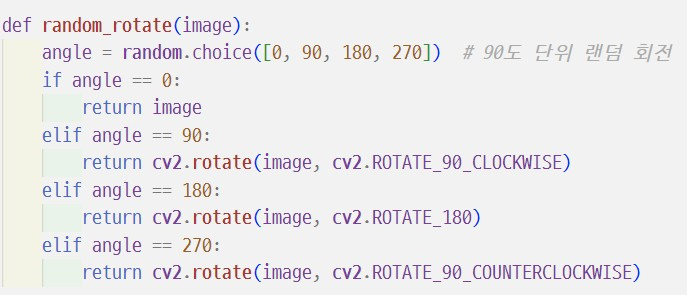 def random_rotate(image):
    angle = random.choice([0, 90, 180, 270])  # 90도 단위 랜덤 회전
    if angle == 0:
        return image
    elif angle == 90:
        return cv2.rotate(image, cv2.ROTATE_90_CLOCKWISE)
    elif angle == 180:
        return cv2.rotate(image, cv2.ROTATE_180)
    elif angle == 270:
        return cv2.rotate(image, cv2.ROTATE_90_COUNTERCLOCKWISE)